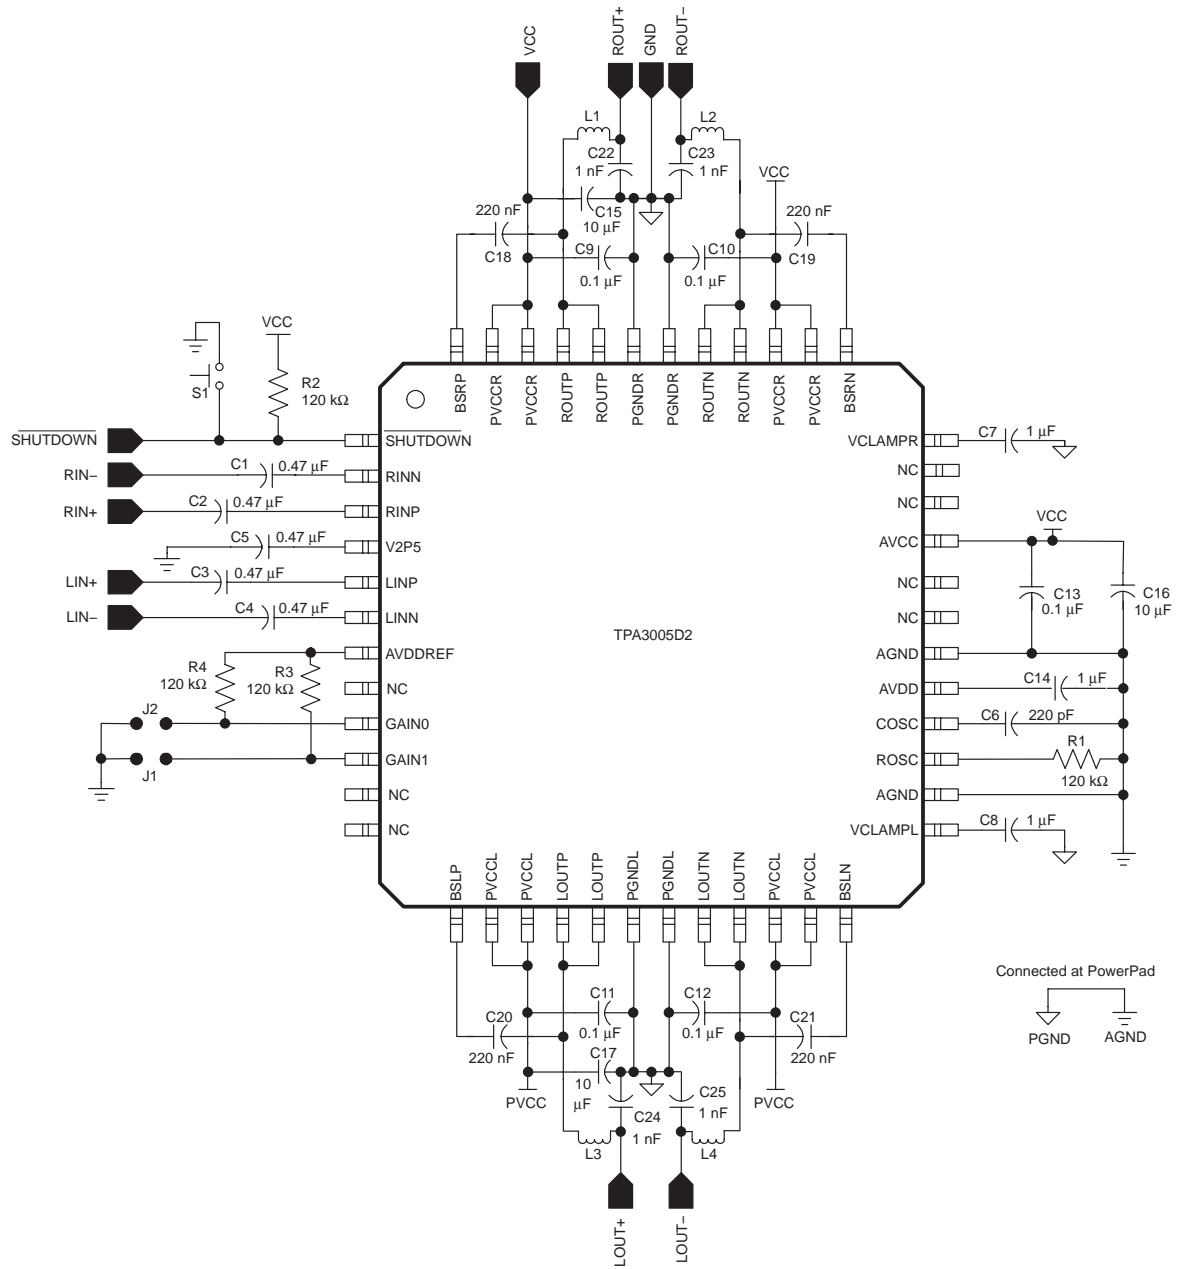 VCC
ROUT+
GND
ROUT−
L1
L2
C22
1 nF
C23
1 nF
VCC
C15
10 µF
220 nF
C18
220 nF
C19
C9
0.1 µF
C10
0.1 µF
VCC
S1
R2
120 kΩ
BSRP
PVCCR
PVCCR
ROUTP
ROUTP
PGNDR
PGNDR
ROUTN
ROUTN
PVCCR
PVCCR
BSRN
SHUTDOWN
SHUTDOWN
VCLAMPR
C7
1 µF
RIN−
C1
0.47 µF
RINN
NC
RIN+
C2
0.47 µF
RINP
NC
C5
0.47 µF
V2P5
AVCC
VCC
LIN+
C3
0.47 µF
LINP
NC
C13
0.1 µF
C16
10 µF
LIN−
C4
0.47 µF
LINN
NC
TPA3005D2
AVDDREF
AGND
R4
120 kΩ
R3
120 kΩ
NC
AVDD
C14
1 µF
J2
GAIN0
COSC
C6
220 pF
J1
GAIN1
ROSC
R1
120 kΩ
NC
AGND
NC
VCLAMPL
C8
1 µF
BSLP
PVCCL
PVCCL
LOUTP
LOUTP
PGNDL
PGNDL
LOUTN
LOUTN
PVCCL
PVCCL
BSLN
Connected at PowerPad
PGND
AGND
C11
0.1 µF
C12
0.1 µF
C20
220 nF
C21
220 nF
C17
10
µF
PVCC
PVCC
C24
1 nF
C25
1 nF
L3
L4
LOUT+
LOUT−